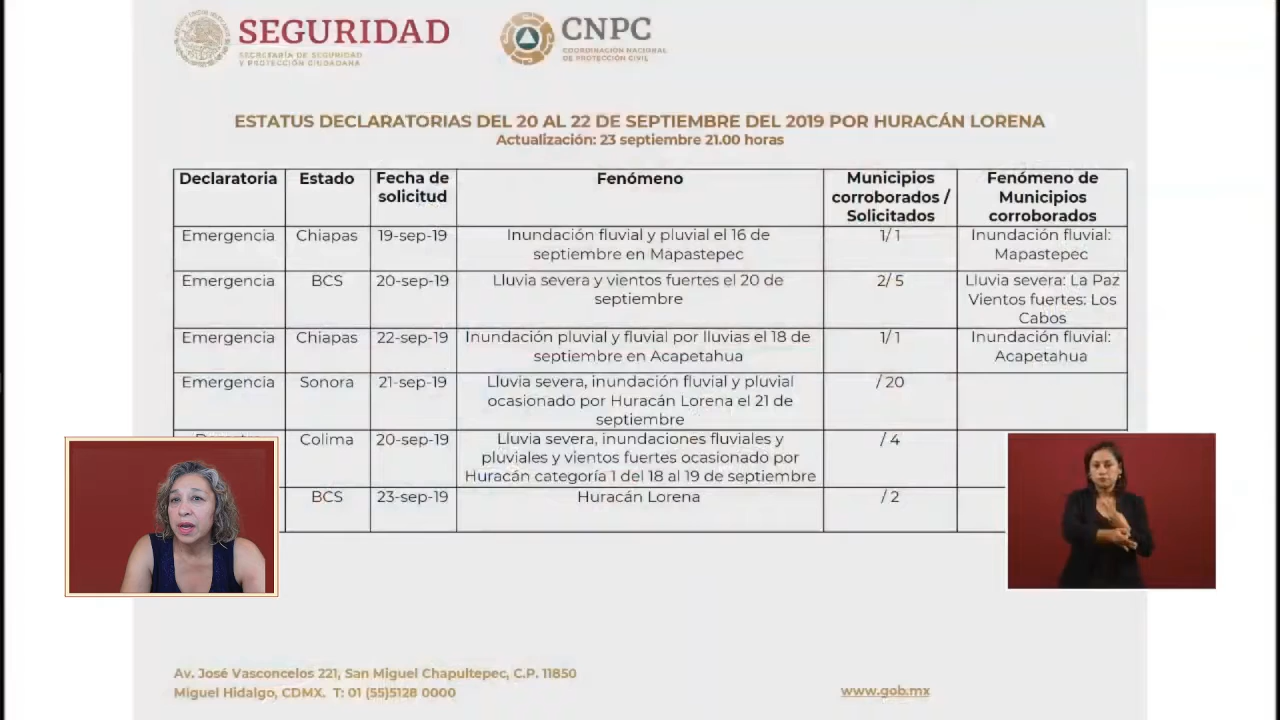 SEGURIDAD
SECRETARÍA DE SEGURIDAD
Y PROTECCIÓN CIUDADANA
CNPC
COORDINACIÓN NACIONAL
DE PROTECCIÓN CIVIL
ESTATUS DECLARATORIAS DEL 20 AL 22 DE SEPTIEMBRE DEL 2019 POR HURACÁN LORENA
Actualización: 23 septiembre 21.00 horas
Declaratoria
Estado
Fecha de
solicitud
Fenómeno
Municipios
corroborados /
Solicitados
Fenómeno de
Municipios
corroborados
Emergencia
Chiapas
19-sep-19
Inundación fluvial y pluvial el 16 de
septiembre en Mapastepec
1/ 1
Inundación fluvial:
Mapastepec
Emergencia
BCS
20-sep-19
Lluvia severa y vientos fuertes el 20 de
septiembre
2/ 5
Lluvia severa: La Paz
Vientos fuertes: Los
Cabos
Emergencia
Chiapas
22-sep-19
Inundación pluvial y fluvial por lluvias el 18 de
septiembre en Acapetahua
1/ 1
Inundación fluvial:
Acapetahua
Emergencia
Sonora
21-sep-19
Lluvia severa, inundación fluvial y pluvial
ocasionado por Huracán Lorena el 21 de
septiembre
/ 20
Colima
20-sep-19
Lluvia severa, inundaciones fluviales y
pluviales y vientos fuertes ocasionado por
Huracán categoría 1 del 18 al 19 de septiembre
/ 4
BCS
23-sep-19
Huracán Lorena
/ 2
Av. José Vasconcelos 221, San Miguel Chapultepec, C.P. 11850
Miguel Hidalgo, CDMX. T: 01 (55)5128 0000
www.gob.mx